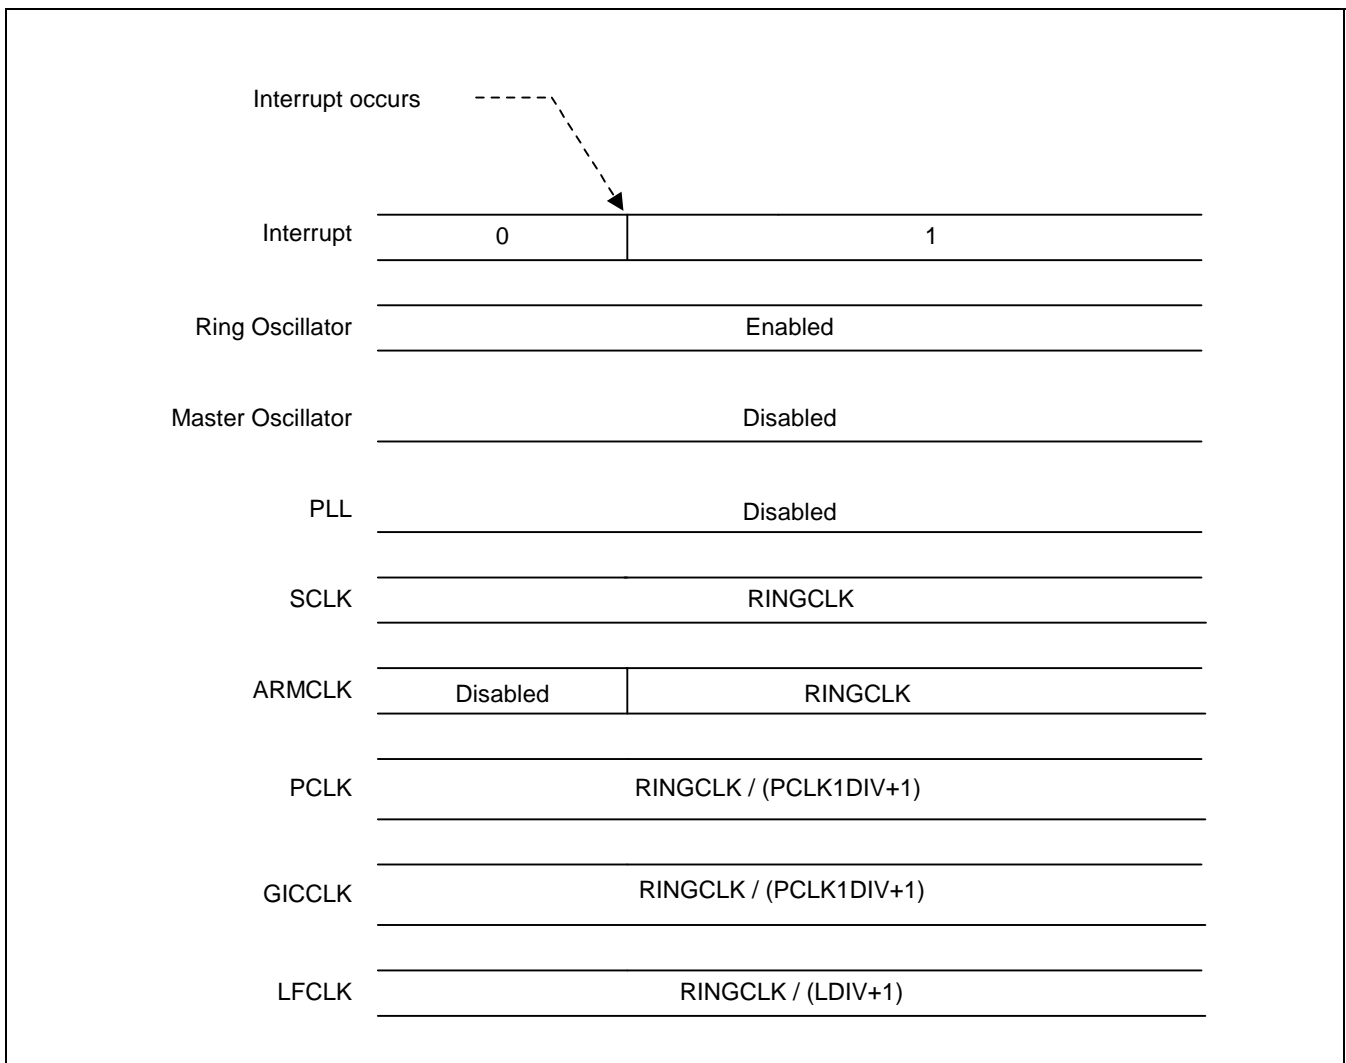 Interrupt occurs
Interrupt 0 1
Ring Oscillator Enabled
Master Oscillator Disabled
PLL Disabled
SCLK RINGCLK
ARMCLK Disabled RINGCLK
PCLK RINGCLK / (PCLK1DIV+1)
GICCLK RINGCLK / (PCLK1DIV+1)
LFCLK RINGCLK / (LDIV+1)